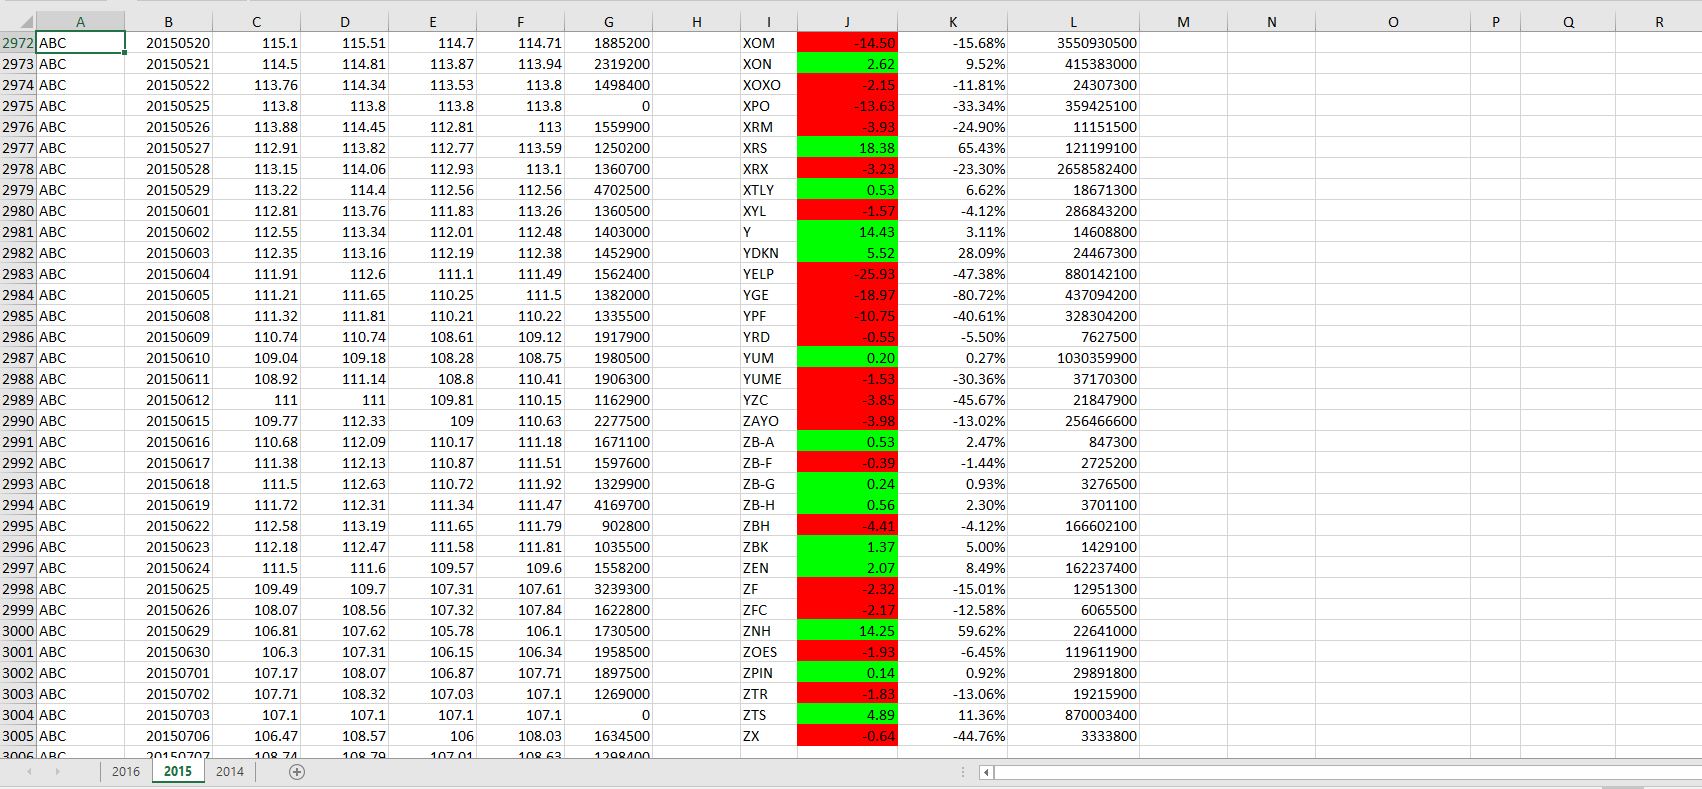 A B C D E F G H I J K L M N O P Q R
2972 ABC 20150520 115.1 115.51 114.7 114.71 1885200 XOM -14.50 -15.68% 3550930500
2973 ABC 20150521 114.5 114.81 113.87 113.94 2319200 XON 2.62 9.52% 415383000
2974 ABC 20150522 113.76 114.34 113.53 113.8 1498400 XOXO -2.15 -11.81% 24307300
2975 ABC 20150525 113.8 113.8 113.8 113.8 0 XPO -13.63 -33.34% 359425100
2976 ABC 20150526 113.88 114.45 112.81 113 1559900 XRM -3.93 -24.90% 11151500
2977 ABC 20150527 112.91 113.82 112.77 113.59 1250200 XRS 18.38 65.43% 121199100
2978 ABC 20150528 113.15 114.06 112.93 113.1 1360700 XRX -3.23 -23.30% 2658582400
2979 ABC 20150529 113.22 114.4 112.56 112.56 4702500 XTLY 0.53 6.62% 18671300
2980 ABC 20150601 112.81 113.76 111.83 113.26 1360500 XYL -1.57 -4.12% 286843200
2981 ABC 20150602 112.55 113.34 112.01 112.48 1403000 Y 14.43 3.11% 14608800
2982 ABC 20150603 112.35 113.16 112.19 112.38 1452900 YDKN 5.52 28.09% 24467300
2983 ABC 20150604 111.91 112.6 111.1 111.49 1562400 YELP -25.93 -47.38% 880142100
2984 ABC 20150605 111.21 111.65 110.25 111.5 1382000 YGE -18.97 -80.72% 437094200
2985 ABC 20150608 111.32 111.81 110.21 110.22 1335500 YPF -10.75 -40.61% 328304200
2986 ABC 20150609 110.74 110.74 108.61 109.12 1917900 YRD -0.55 -5.50% 7627500
2987 ABC 20150610 109.04 109.18 108.28 108.75 1980500 YUM 0.20 0.27% 1030359900
2988 ABC 20150611 108.92 111.14 108.8 110.41 1906300 YUME -1.53 -30.36% 37170300
2989 ABC 20150612 111 111 109.81 110.15 1162900 YZC -3.85 -45.67% 21847900
2990 ABC 20150615 109.77 112.33 109 110.63 2277500 ZAYO -3.98 -13.02% 256466600
2991 ABC 20150616 110.68 112.09 110.17 111.18 1671100 ZB-A 0.53 2.47% 847300
2992 ABC 20150617 111.38 112.13 110.87 111.51 1597600 ZB-F -0.39 -1.44% 2725200
2993 ABC 20150618 111.5 112.63 110.72 111.92 1329900 ZB-G 0.24 0.93% 3276500
2994 ABC 20150619 111.72 112.31 111.34 111.47 4169700 ZB-H 0.56 2.30% 3701100
2995 ABC 20150622 112.58 113.19 111.65 111.79 902800 ZBH -4.41 -4.12% 166602100
2996 ABC 20150623 112.18 112.47 111.58 111.81 1035500 ZBK 1.37 5.00% 1429100
2997 ABC 20150624 111.5 111.6 109.57 109.6 1558200 ZEN 2.07 8.49% 162237400
2998 ABC 20150625 109.49 109.7 107.31 107.61 3239300 ZF -2.32 -15.01% 12951300
2999 ABC 20150626 108.07 108.56 107.32 107.84 1622800 ZFC -2.17 -12.58% 6065500
3000 ABC 20150629 106.81 107.62 105.78 106.1 1730500 ZNH 14.25 59.62% 22641000
3001 ABC 20150630 106.3 107.31 106.15 106.34 1958500 ZOES -1.93 -6.45% 119611900
3002 ABC 20150701 107.17 108.07 106.87 107.71 1897500 ZPIN 0.14 0.92% 29891800
3003 ABC 20150702 107.71 108.32 107.03 107.1 1269000 ZTR -1.83 -13.06% 19215900
3004 ABC 20150703 107.1 107.1 107.1 107.1 0 ZTS 4.89 11.36% 870003400
3005 ABC 20150706 106.47 108.57 106 108.03 1634500 ZX -0.64 -44.76% 3333800
3006 ABC 20150707 108.74 108.79 107.01 108.63 1298400
2016 2015 2014